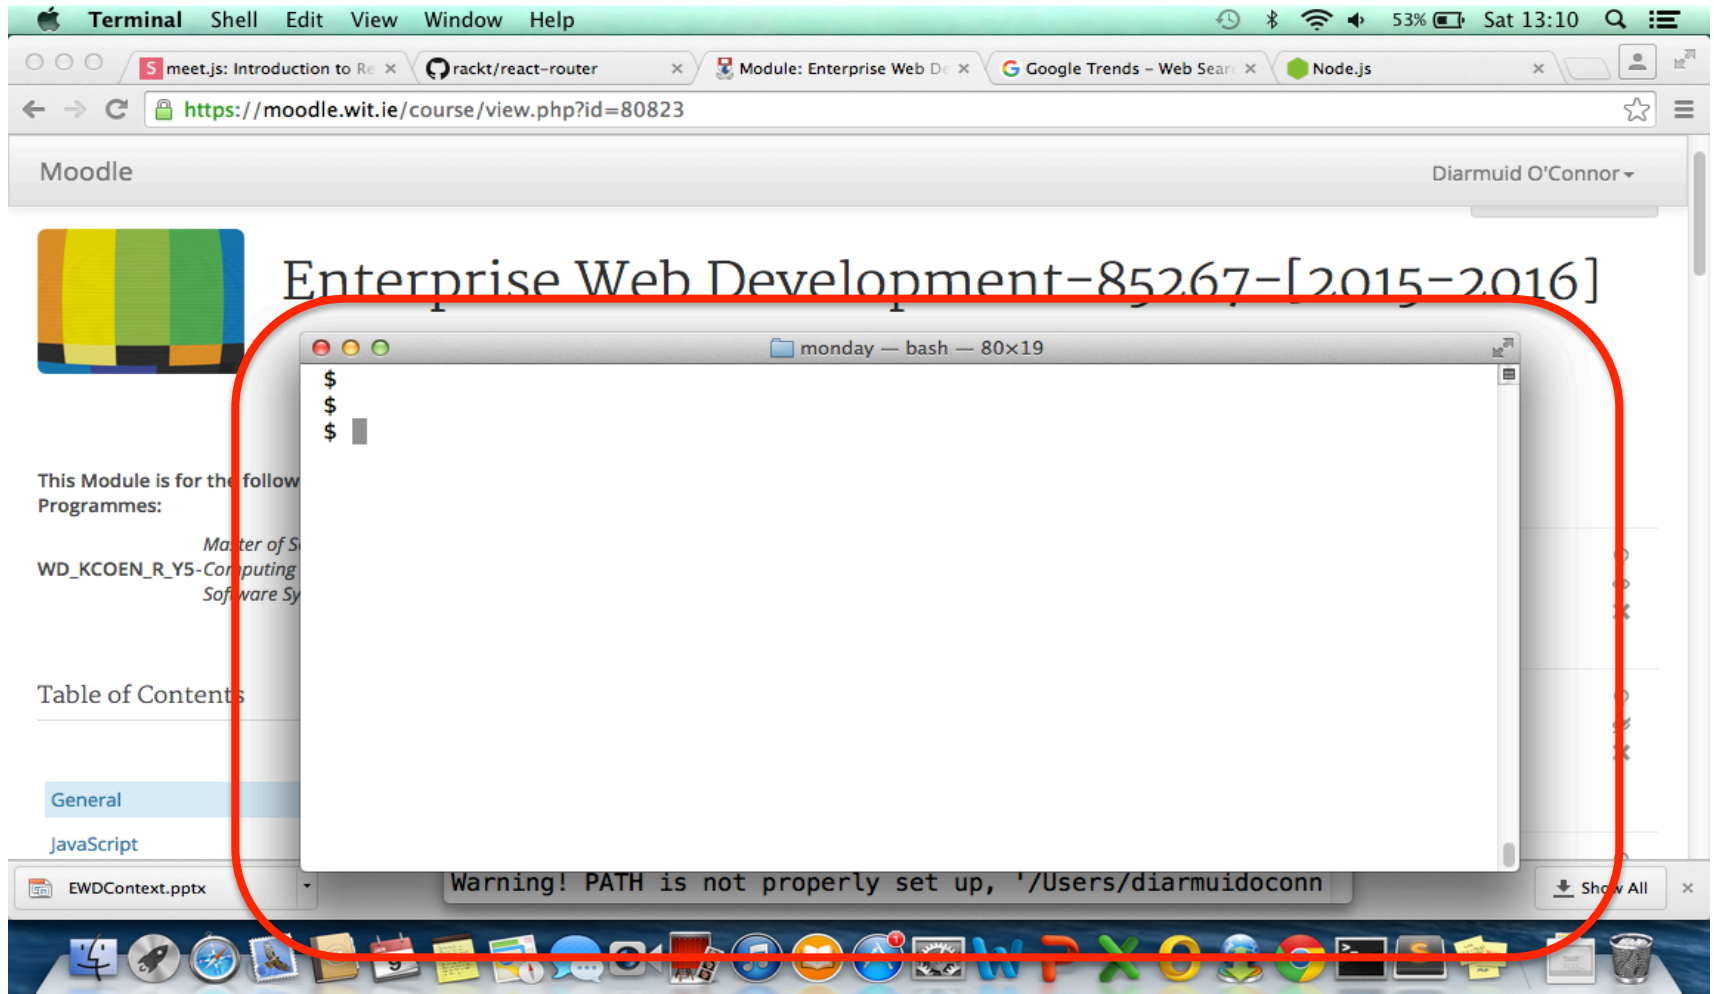 Terminal Shell Edit View Window Help 53% Sat 13:10
S meet.js: Introduction to Re × rackt/react-router × Module: Enterprise Web De × Google Trends – Web Sear × Node.js ×
https://moodle.wit.ie/course/view.php?id=80823
Moodle Diarmuid O'Connor
Enterprise Web Development–85267–[2015–2016]
monday — bash — 80×19
$
$
$
This Module is for the follow
Programmes:
Master of S
WD_KCOEN_R_Y5-Computing
Software Sy
Table of Contents
General
JavaScript
EWDContext.pptx
Warning! PATH is not properly set up, '/Users/diarmuidoconn
Show All ×
9